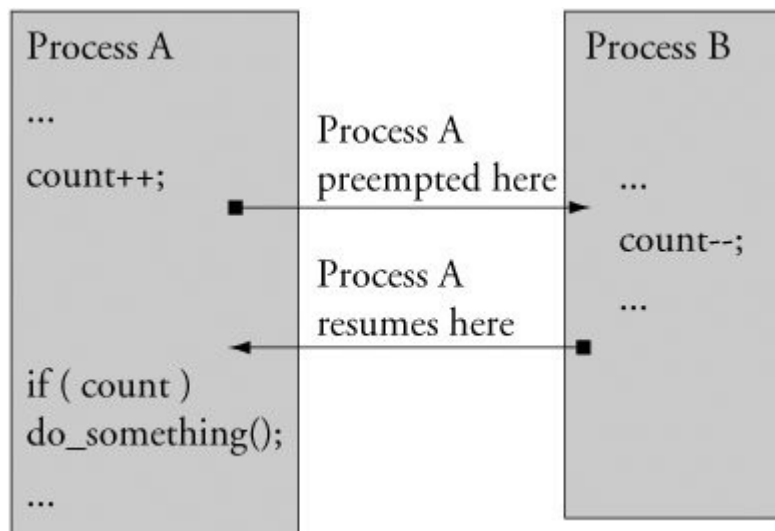 Process A
...
count++;
if ( count )
do_something();
...
Process A
preempted here
Process A
resumes here
Process B
...
count--;
...